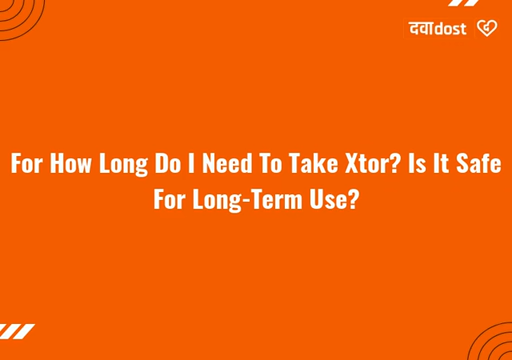 दवाdost
For How Long Do I Need To Take Xtor? Is It Safe
For Long-Term Use?